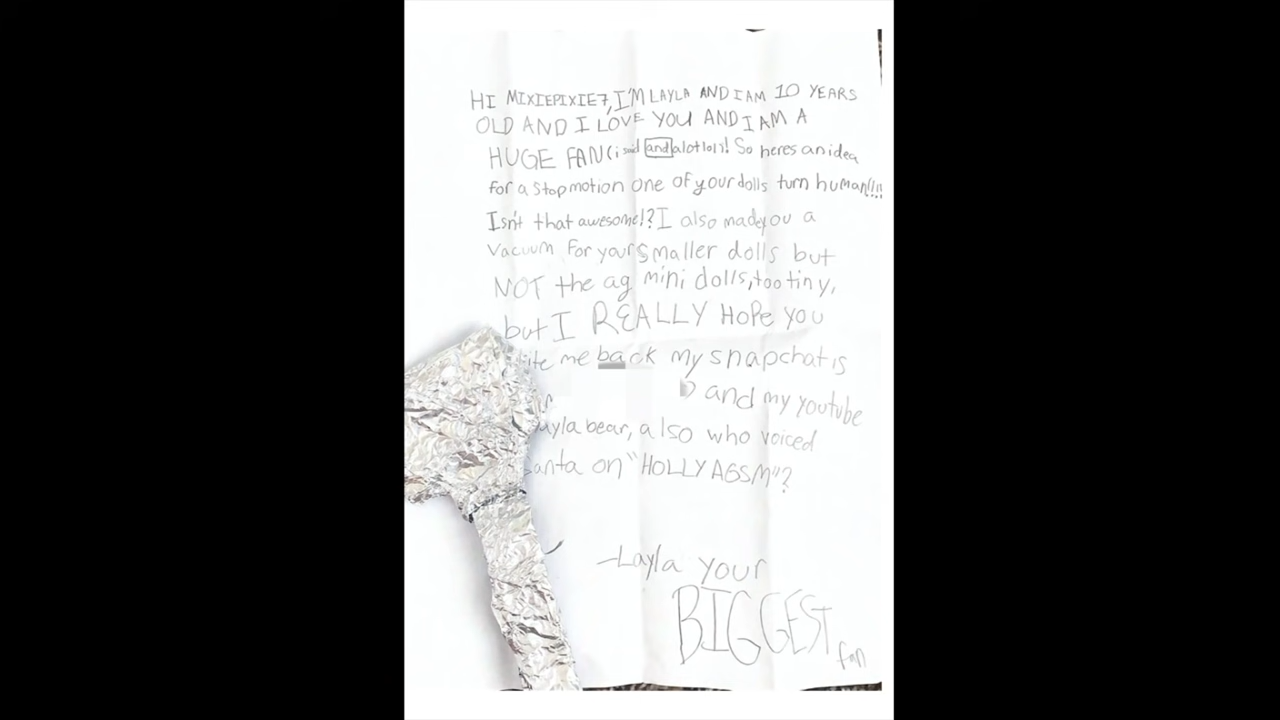 HI MIXIEPIXIE7, I'M LAYLA AND I AM 10 YEARS
OLD AND I LOVE YOU AND I AM A
HUGE FAN (i said and alot lol)! So heres an idea
for a stopmotion one of your dolls turn human!!!!
Isn't that awesome!? I also made you a
vacuum for your smaller dolls but
NOT the ag mini dolls, too tiny,
but I REALLY HOPE YOU
me back my snapchat is
and my youtube
bear, also who voiced
on "HOLLY AGSM"?
-Layla your
BIGGEST
fan